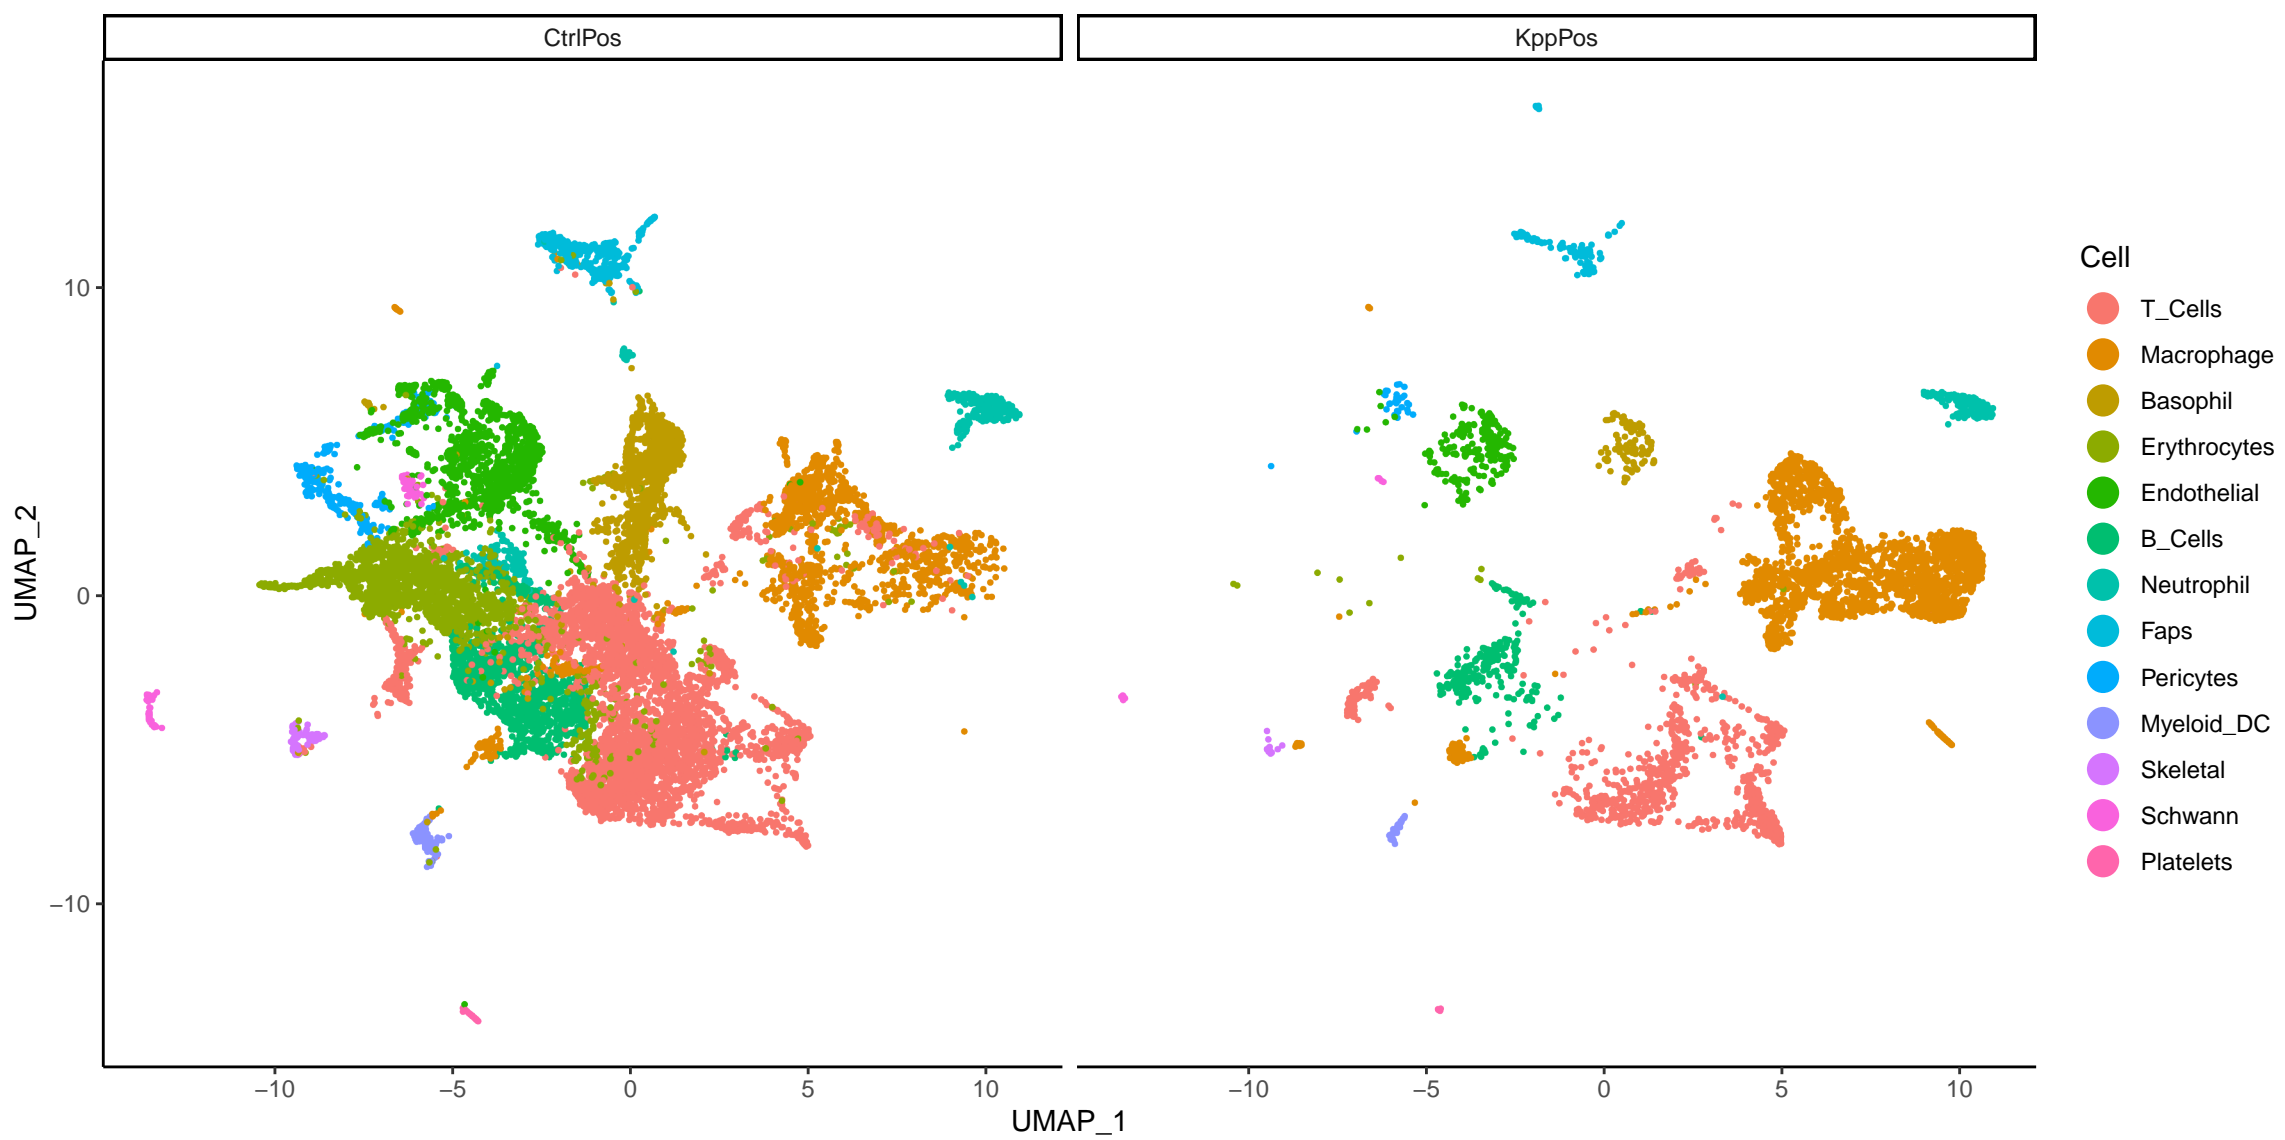 CtrlPos
KppPos
UMAP_2
10
0
−10
−10
−5
0
5
10
−10
−5
0
5
10
UMAP_1
Cell
T_Cells
Macrophage
Basophil
Erythrocytes
Endothelial
B_Cells
Neutrophil
Faps
Pericytes
Myeloid_DC
Skeletal
Schwann
Platelets